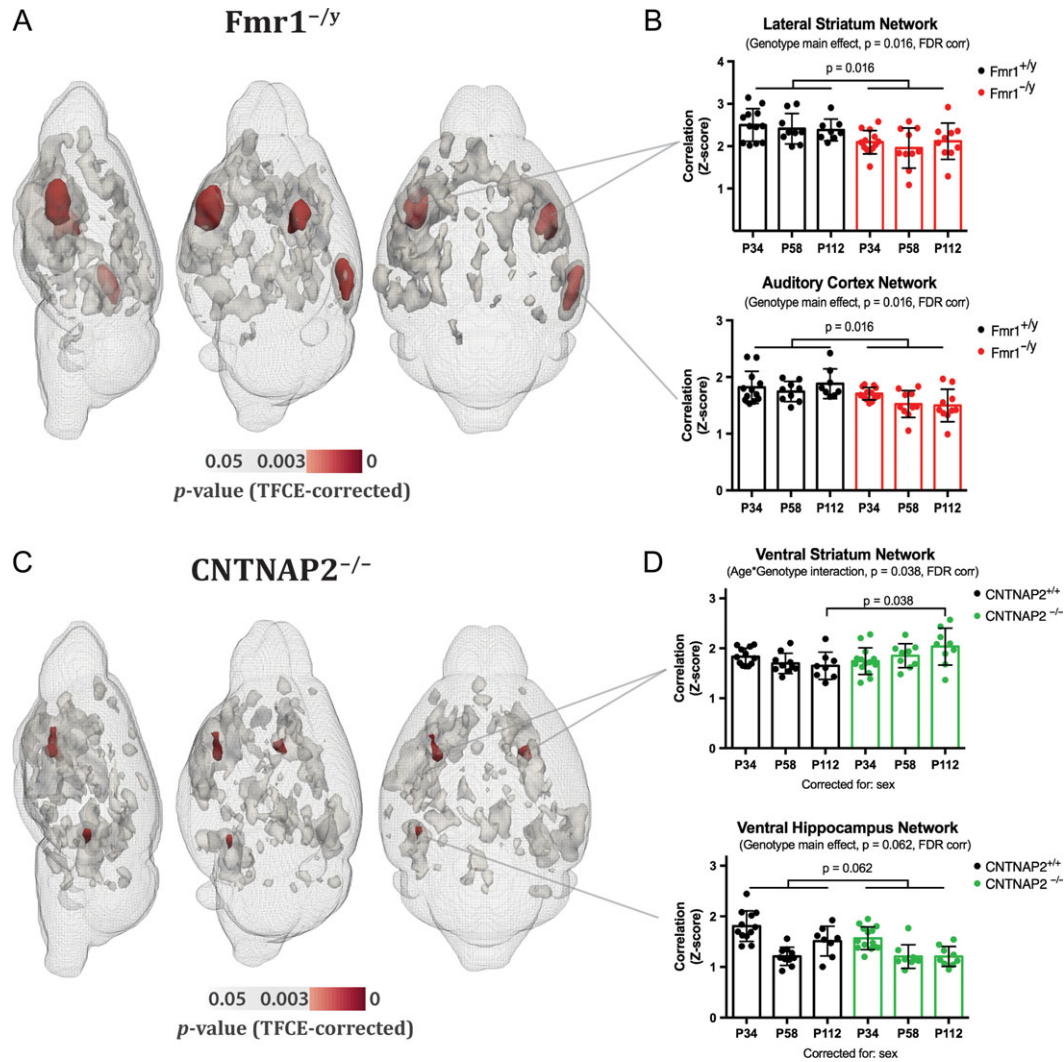 A
Fmr1⁻/ʸ
0.05 0.003 0
p-value (TFCE-corrected)
B
Lateral Striatum Network
(Genotype main effect, p = 0.016, FDR corr)
p = 0.016
Fmr1⁺/ʸ
Fmr1⁻/ʸ
Correlation
(Z-score)
4
3
2
1
P34 P58 P112 P34 P58 P112
Auditory Cortex Network
(Genotype main effect, p = 0.016, FDR corr)
p = 0.016
Fmr1⁺/ʸ
Fmr1⁻/ʸ
Correlation
(Z-score)
3
2
1
0
P34 P58 P112 P34 P58 P112
C
CNTNAP2⁻/⁻
0.05 0.003 0
p-value (TFCE-corrected)
D
Ventral Striatum Network
(Age*Genotype interaction, p = 0.038, FDR corr)
p = 0.038
CNTNAP2⁺/⁺
CNTNAP2 ⁻/⁻
Correlation
(Z-score)
3
2
1
0
P34 P58 P112 P34 P58 P112
Corrected for: sex
Ventral Hippocampus Network
(Genotype main effect, p = 0.062, FDR corr)
p = 0.062
CNTNAP2⁺/⁺
CNTNAP2 ⁻/⁻
Correlation
(Z-score)
3
2
1
0
P34 P58 P112 P34 P58 P112
Corrected for: sex